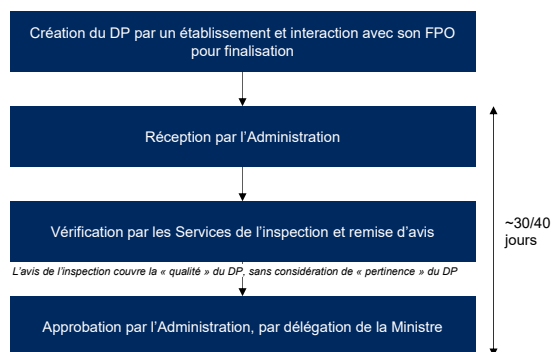 Création du DP par un établissement et interaction avec son FPO
pour finalisation
Réception par l'Administration
~30/40
jours
Vérification par les Services de l'inspection et remise d'avis
L'avis de l'inspection couvre la « qualité » du DP, sans considération de « pertinence » du DP
Approbation par l'Administration, par délégation de la Ministre